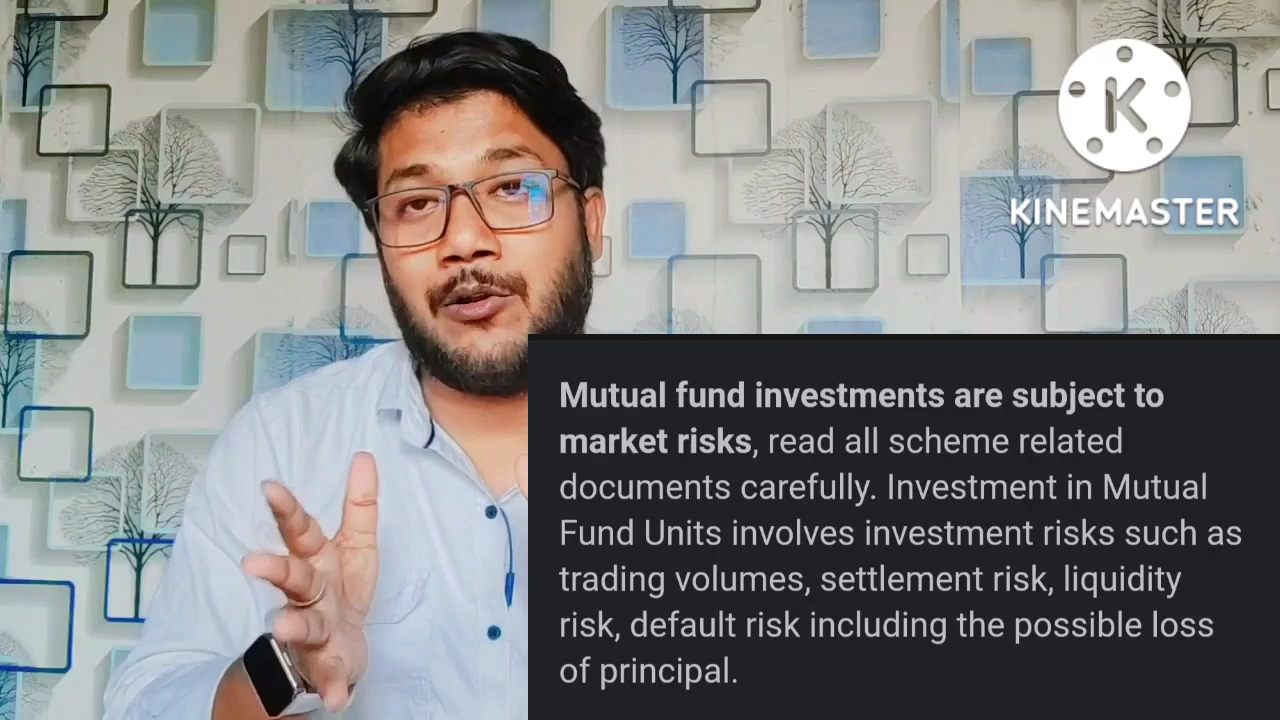 KINEMASTER
Mutual fund investments are subject to
market risks, read all scheme related
documents carefully. Investment in Mutual
Fund Units involves investment risks such as
trading volumes, settlement risk, liquidity
risk, default risk including the possible loss
of principal.